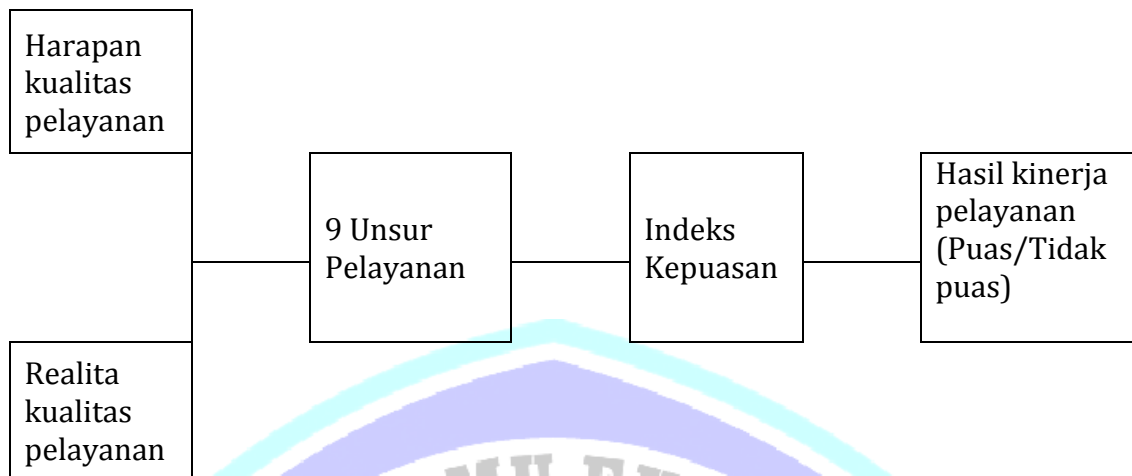 Harapan
kualitas
pelayanan
9 Unsur
Pelayanan
Indeks
Kepuasan
Hasil kinerja
pelayanan
(Puas/Tidak
puas)
Realita
kualitas
pelayanan